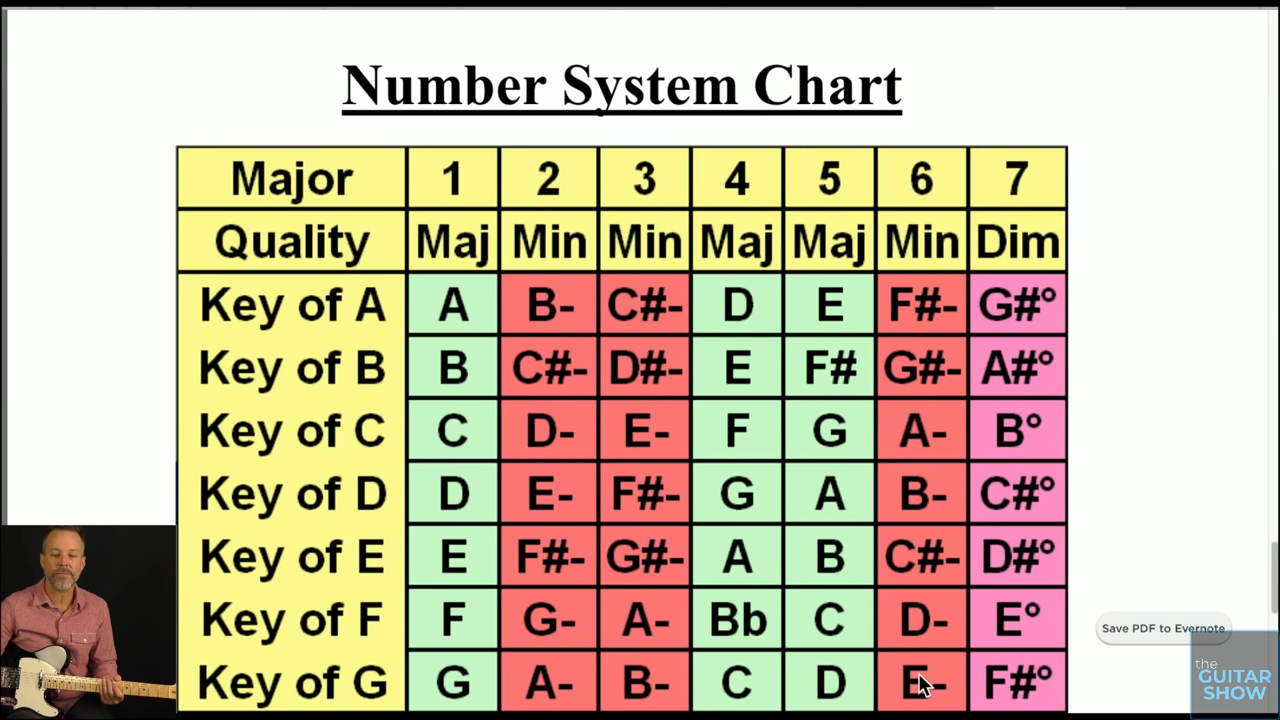 Number System Chart
Major 1 2 3 4 5 6 7
Quality Maj Min Min Maj Maj Min Dim
Key of A A B- C#- D E F#- G#°
Key of B B C#- D#- E F# G#- A#°
Key of C C D- E- F G A- B°
Key of D D E- F#- G A B- C#°
Key of E E F#- G#- A B C#- D#°
Key of F F G- A- Bb C D- E°
Key of G G A- B- C D E- F#°
Save PDF to Evernote
the
GUITAR
SHOW